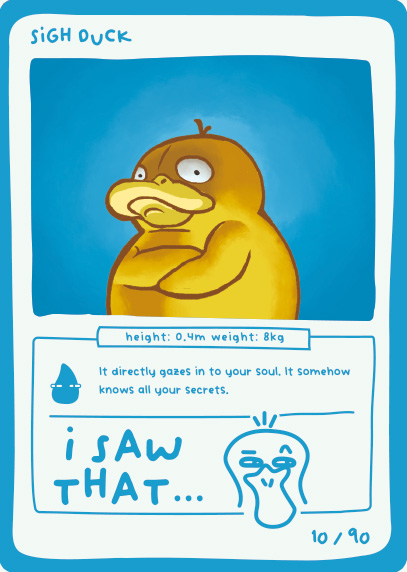 SiGH DUCK
height: 0.4m weight: 8kg
It directly gazes in to your soul. It somehow
knows all your secrets.
i SAW
THAT...
10 / 90